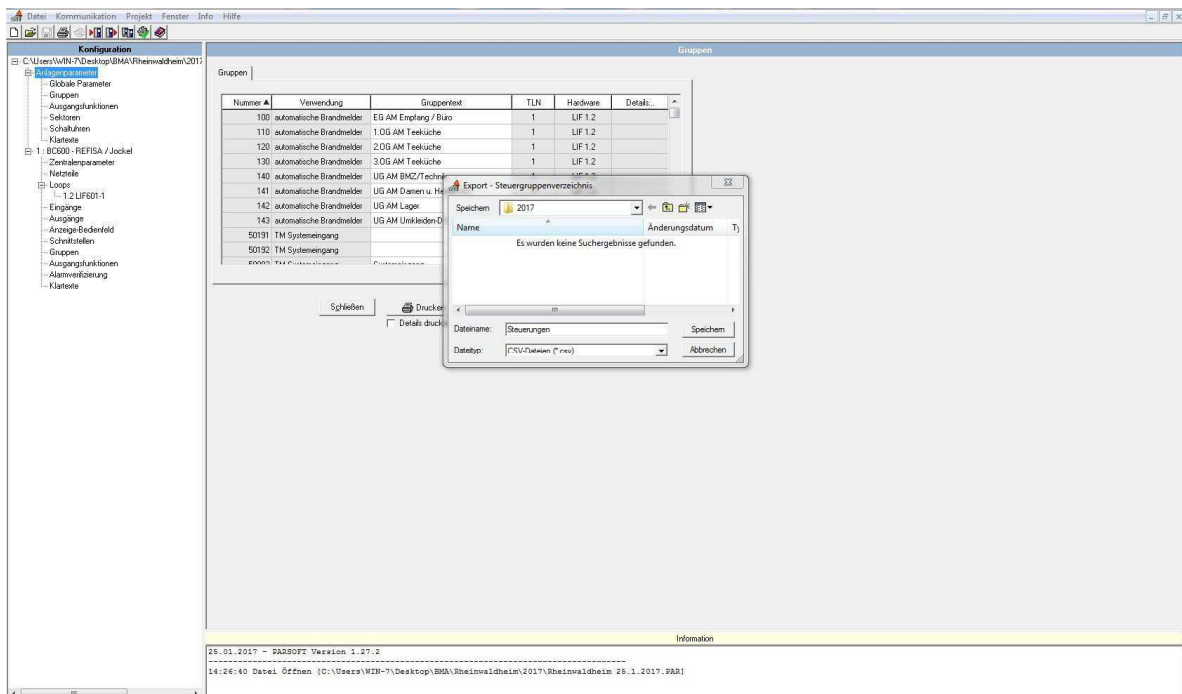 Datei Kommunikation Projekt Fenster Info Hilfe
Konfiguration
C:\Users\WIN-7\Desktop\BMA\Rheinwaldheim\2017
Anlagenparameter
Globale Parameter
Gruppen
Ausgangsfunktionen
Sektoren
Schaltuhren
Klartexte
1 : BC600 - REFISA / Jockel
Zentralenparameter
Netzteile
Loops
1.2 LIF601-1
Eingänge
Ausgänge
Anzeige-Bedienfeld
Schnittstellen
Gruppen
Ausgangsfunktionen
Alarmverifizierung
Klartexte
Gruppen
Gruppen
Nummer Verwendung Gruppentext TLN Hardware Details...
100 automatische Brandmelder EG AM Empfang / Büro 1 LIF 1.2
110 automatische Brandmelder 1.OG AM Teeküche 1 LIF 1.2
120 automatische Brandmelder 2.OG AM Teeküche 1 LIF 1.2
130 automatische Brandmelder 3.OG AM Teeküche 1 LIF 1.2
140 automatische Brandmelder UG AM BMZ/Technik
141 automatische Brandmelder UG AM Damen u. He
142 automatische Brandmelder UG AM Lager
143 automatische Brandmelder UG AM Umkleiden-D
50191 TM Systemeingang
50192 TM Systemeingang
Schließen
Drucken
Details druck
Export - Steuergruppenverzeichnis
Speichern 2017
Name Änderungsdatum Ty
Es wurden keine Suchergebnisse gefunden.
Dateiname: Steuerungen Speichern
Dateityp: CSV-Dateien (*.csv) Abbrechen
Information
25.01.2017 - PARSOFT Version 1.27.2
14:26:40 Datei Öffnen [C:\Users\WIN-7\Desktop\BMA\Rheinwaldheim\2017\Rheinwaldheim 25.1.2017.PAR]